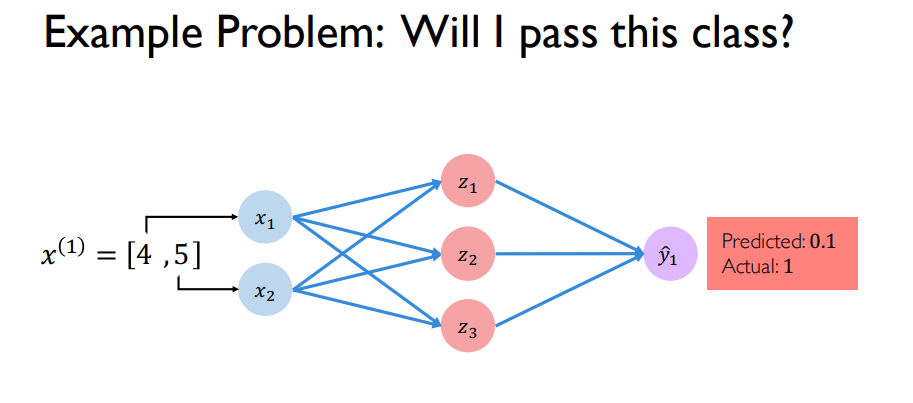 Example Problem: Will I pass this class?
x⁽¹⁾ = [4 ,5]
x₁
x₂
z₁
z₂
z₃
ŷ₁
Predicted: 0.1
Actual: 1